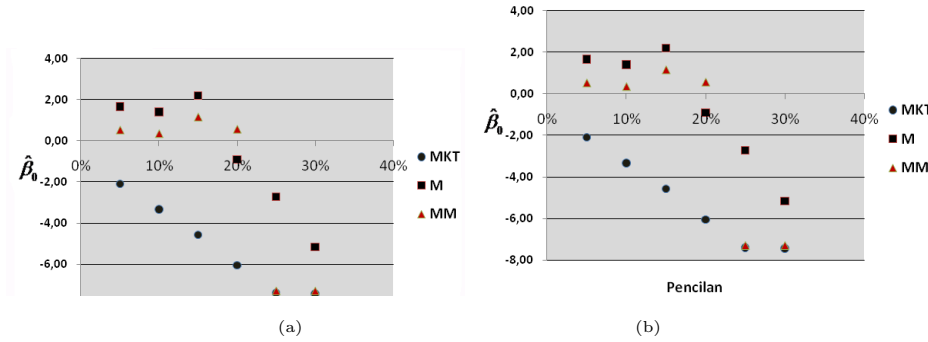 4,00
2,00
0,00
-2,00
-4,00
-6,00
0% 10% 20% 30% 40%
β̂₀
MKT
M
MM
(a)
4,00
2,00
0,00
-2,00
-4,00
-6,00
-8,00
0% 10% 20% 30% 40%
β̂₀
Pencilan
MKT
M
MM
(b)